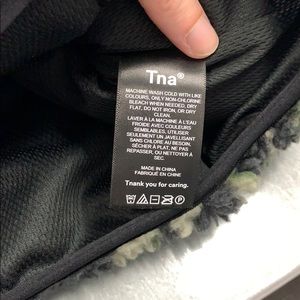 Tna®
MACHINE WASH COLD WITH LIKE
COLOURS, ONLY NON-CHLORINE
BLEACH WHEN NEEDED, DRY
FLAT, DO NOT IRON, OR DRY
CLEAN.
LAVER À LA MACHINE À L'EAU
FROIDE AVEC COULEURS
SEMBLABLES, UTILISER
SEULEMENT UN JAVELLISANT
SANS CHLORE AU BESOIN,
SÉCHER À PLAT, NE PAS
REPASSER, OU NETTOYER À
SEC.
MADE IN CHINA
FABRIQUÉ EN CHINE
Thank you for caring.